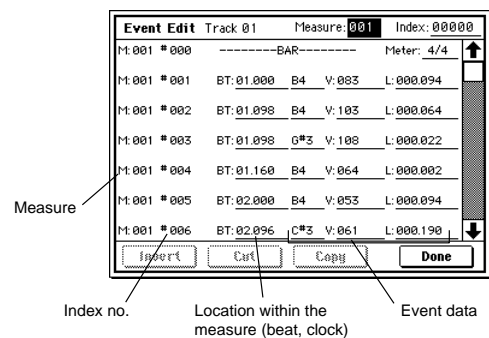 Event Edit Track 01 Measure: 001 Index: 00000
M: 001 #000 --------BAR-------- Meter: 4/4
M: 001 #001 BT: 01.000 B4 V: 083 L: 000.094
M: 001 #002 BT: 01.098 B4 V: 103 L: 000.064
M: 001 #003 BT: 01.098 G#3 V: 108 L: 000.022
M: 001 #004 BT: 01.160 B4 V: 064 L: 000.002
M: 001 #005 BT: 02.000 B4 V: 053 L: 000.094
M: 001 #006 BT: 02.096 C#3 V: 061 L: 000.190
Insert Cut Copy Done
Measure
Index no.
Location within the
measure (beat, clock)
Event data